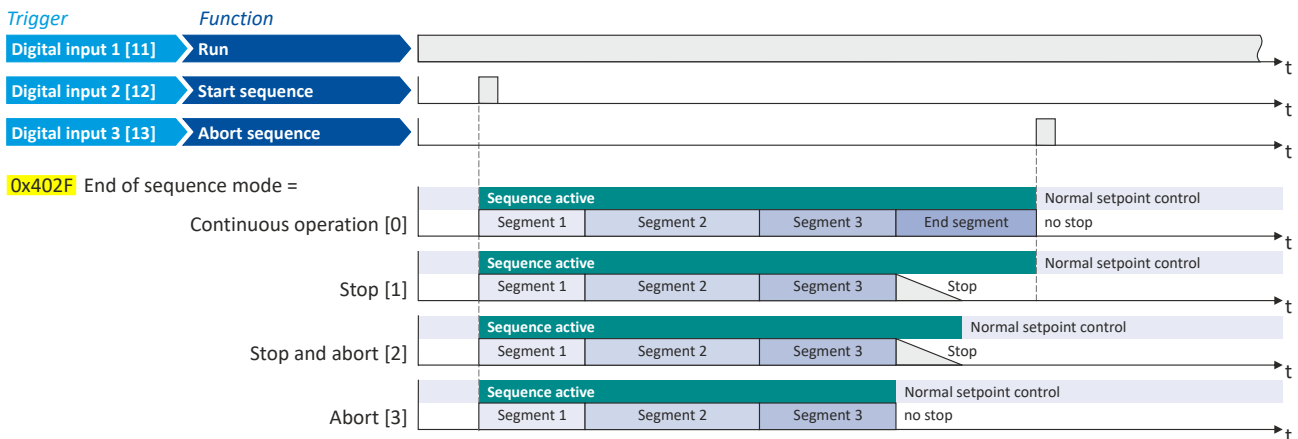 Trigger Function
Digital input 1 [11] Run
t
Digital input 2 [12] Start sequence
t
Digital input 3 [13] Abort sequence
t
0x402F End of sequence mode =
Sequence active Normal setpoint control
Continuous operation [0] Segment 1 Segment 2 Segment 3 End segment no stop
t
Sequence active Normal setpoint control
Stop [1] Segment 1 Segment 2 Segment 3 Stop
t
Sequence active Normal setpoint control
Stop and abort [2] Segment 1 Segment 2 Segment 3 Stop
t
Sequence active Normal setpoint control
Abort [3] Segment 1 Segment 2 Segment 3 no stop
t